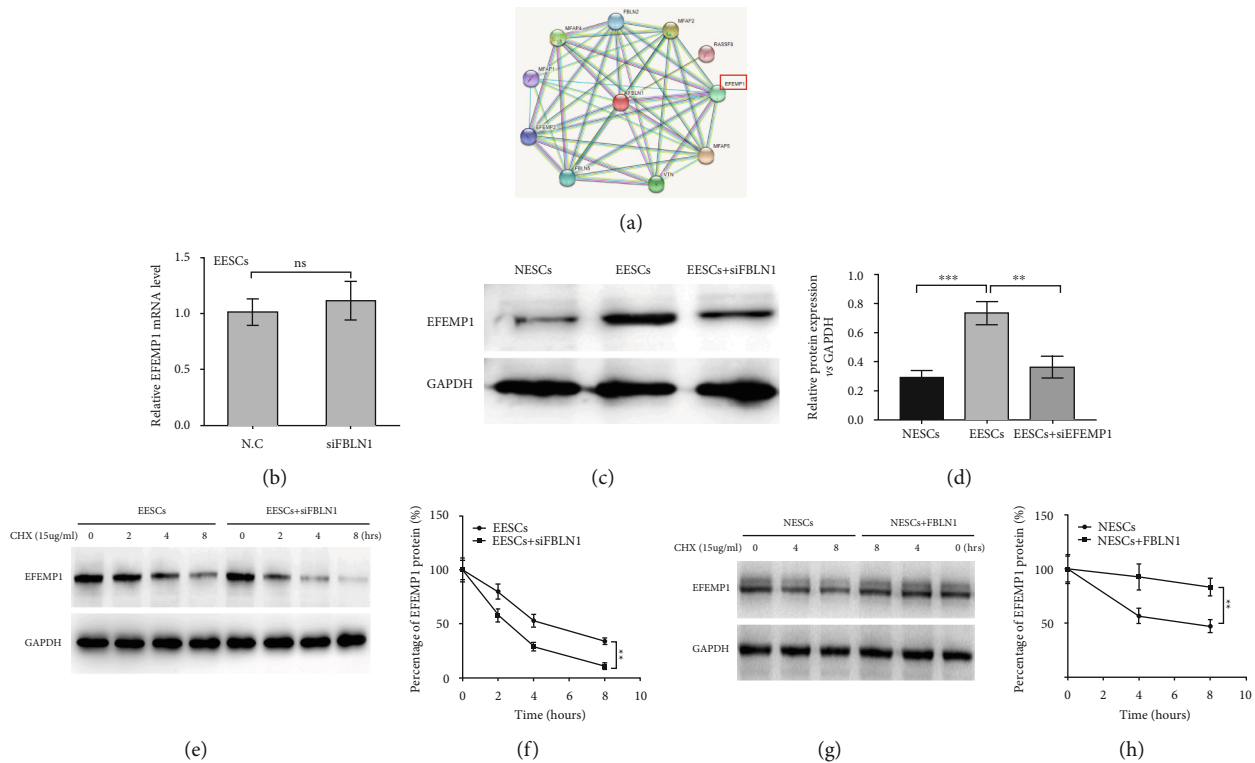 FBLN2
MFAP4
MFAP2
RASSF8
MFAP1
EFEMP1
FBLN1
EFEMP2
MFAP5
FBLN5
VTN
(a)
EESCs
ns
Relative EFEMP1 mRNA level
1.5
1.0
0.5
0.0
N.C
siFBLN1
(b)
NESCs
EESCs
EESCs+siFBLN1
EFEMP1
GAPDH
(c)
Relative protein expression
vs GAPDH
1.0
0.8
0.6
0.4
0.2
0.0
***
**
NESCs
EESCs
EESCs+siEFEMP1
(d)
EESCs
EESCs+siFBLN1
CHX (15ug/ml) 0 2 4 8 0 2 4 8 (hrs)
EFEMP1
GAPDH
(e)
Percentage of EFEMP1 protein (%)
150
100
50
0
EESCs
EESCs+siFBLN1
**
0 2 4 6 8 10
Time (hours)
(f)
NESCs
NESCs+FBLN1
CHX (15ug/ml) 0 4 8 8 4 0 (hrs)
EFEMP1
GAPDH
(g)
Percentage of EFEMP1 protein (%)
150
100
50
0
NESCs
NESCs+FBLN1
**
0 2 4 6 8 10
Time (hours)
(h)